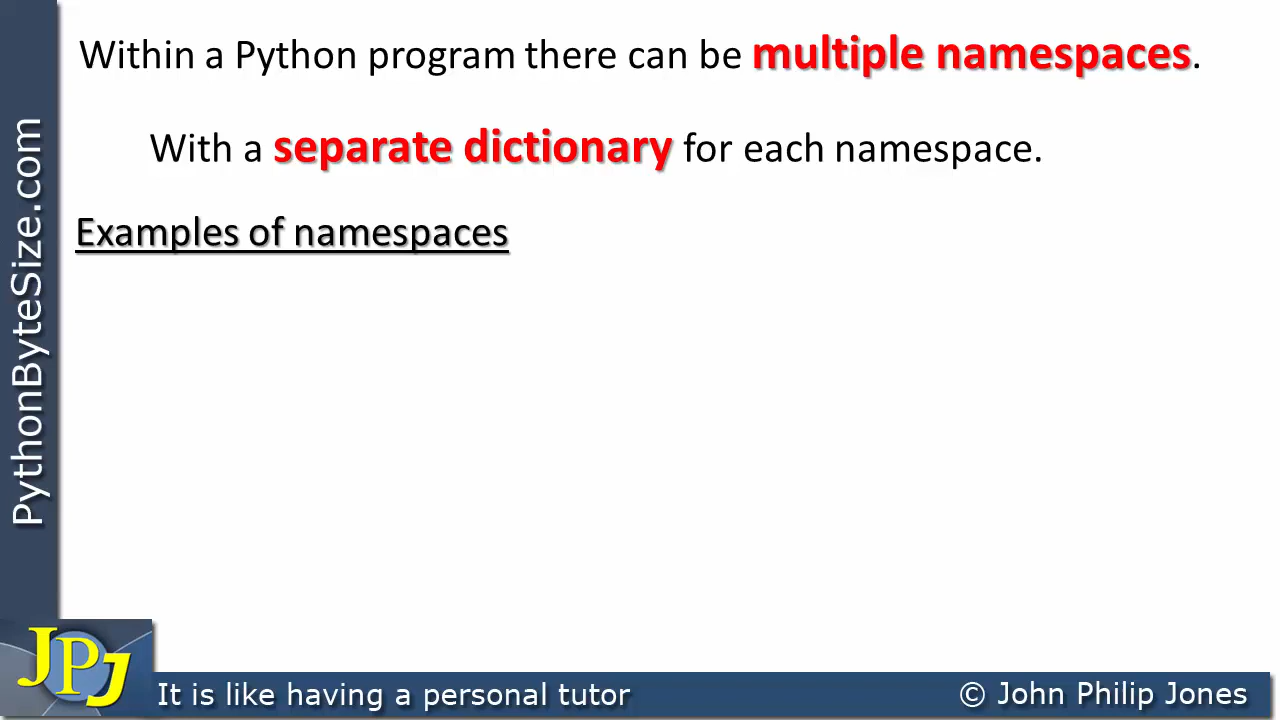 Within a Python program there can be multiple namespaces.
With a separate dictionary for each namespace.
Examples of namespaces
PythonByteSize.com
JPJ
It is like having a personal tutor
© John Philip Jones